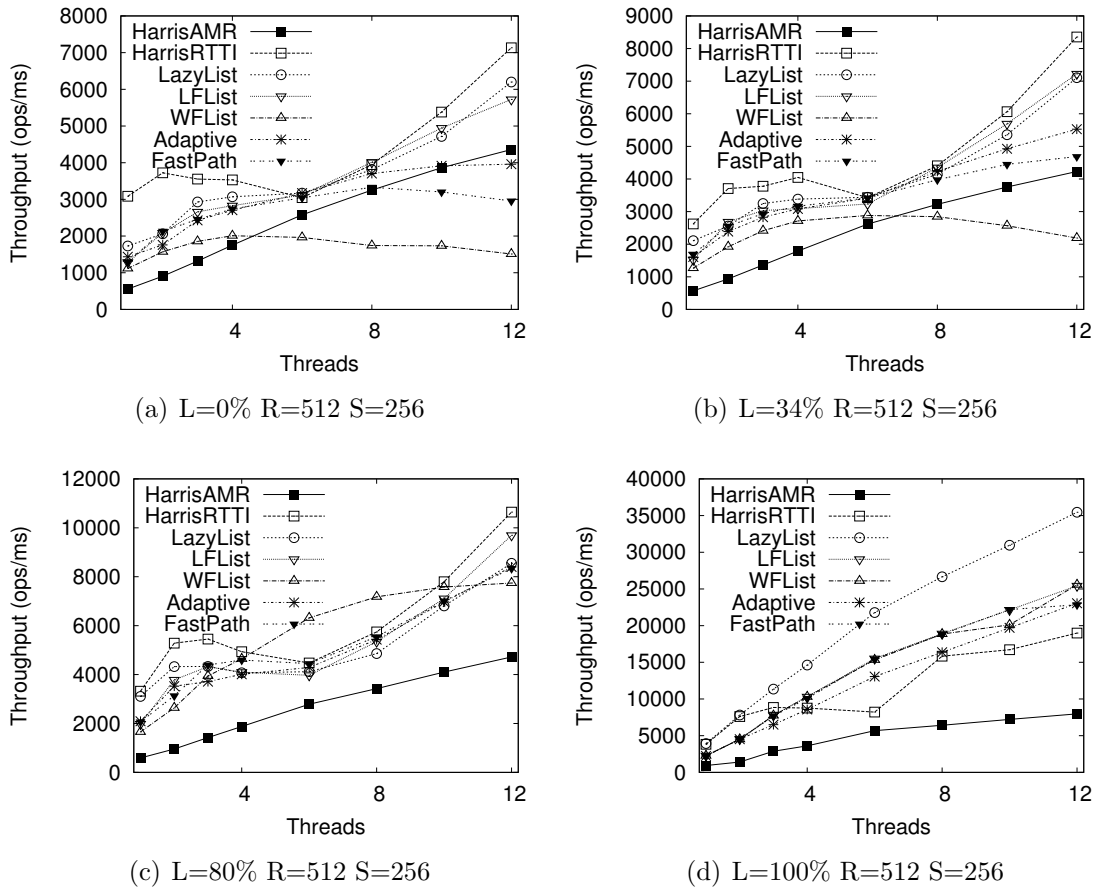 8000
7000
6000
5000
4000
3000
2000
1000
0
Throughput (ops/ms)
HarrisAMR
HarrisRTTI
LazyList
LFList
WFList
Adaptive
FastPath
4 8 12
Threads
(a) L=0% R=512 S=256
9000
8000
7000
6000
5000
4000
3000
2000
1000
0
Throughput (ops/ms)
HarrisAMR
HarrisRTTI
LazyList
LFList
WFList
Adaptive
FastPath
4 8 12
Threads
(b) L=34% R=512 S=256
12000
10000
8000
6000
4000
2000
0
Throughput (ops/ms)
HarrisAMR
HarrisRTTI
LazyList
LFList
WFList
Adaptive
FastPath
4 8 12
Threads
(c) L=80% R=512 S=256
40000
35000
30000
25000
20000
15000
10000
5000
0
Throughput (ops/ms)
HarrisAMR
HarrisRTTI
LazyList
LFList
WFList
Adaptive
FastPath
4 8 12
Threads
(d) L=100% R=512 S=256